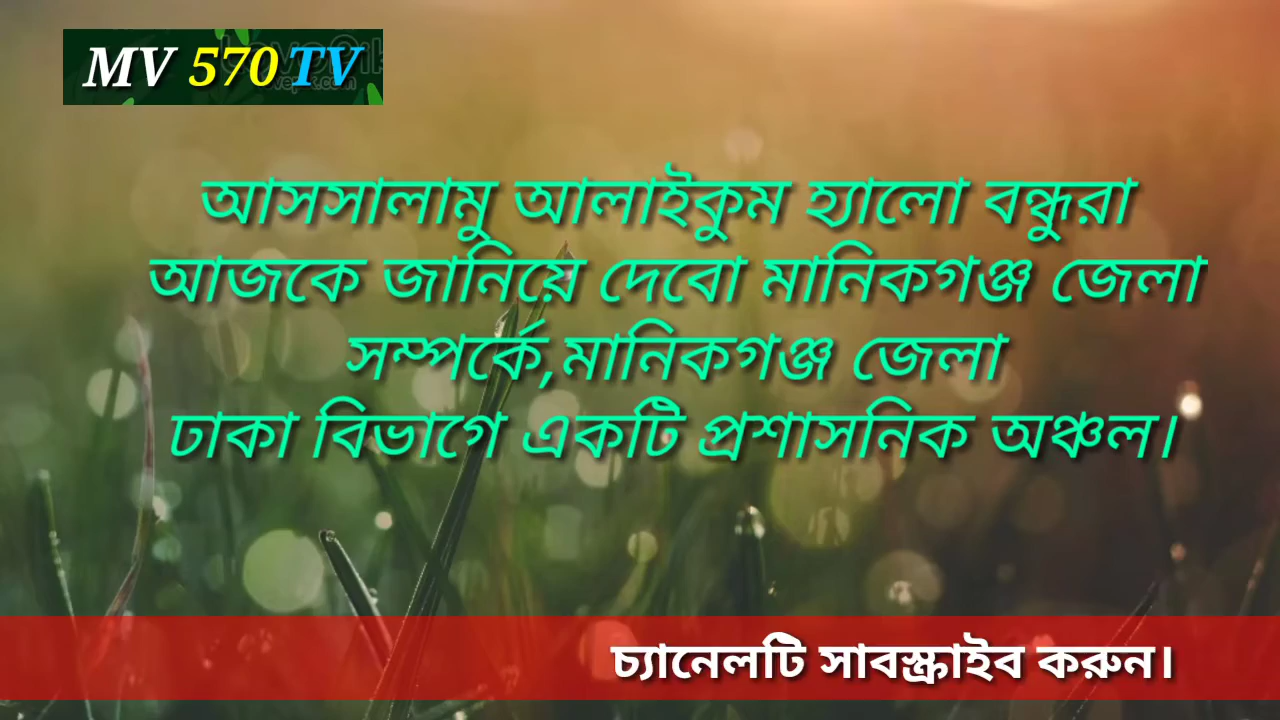 MV 570 TV
আসসালামু আলাইকুম হ্যালো বন্ধুরা
আজকে জানিয়ে দেবো মানিকগঞ্জ জেলা
সম্পর্কে,মানিকগঞ্জ জেলা
ঢাকা বিভাগে একটি প্রশাসনিক অঞ্চল।
চ্যানেলটি সাবস্ক্রাইব করুন।